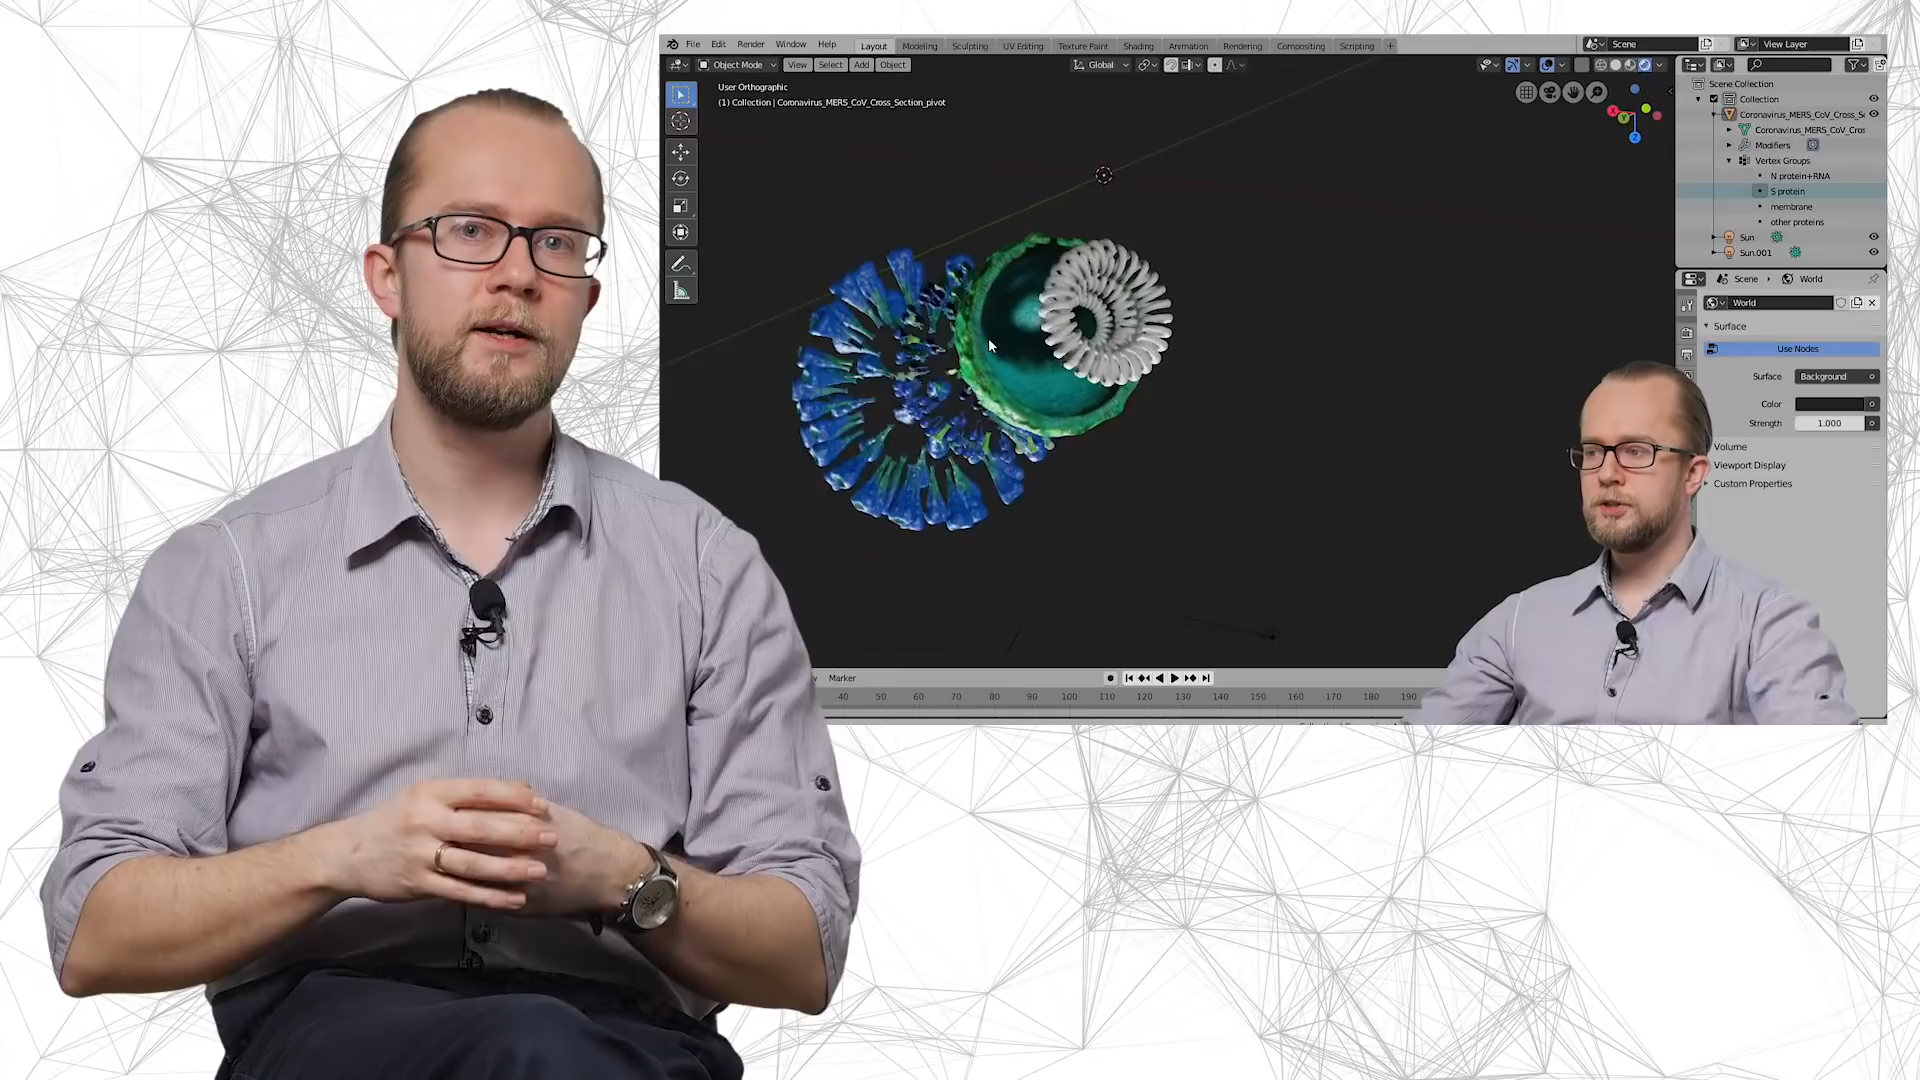 File Edit Render Window Help Layout Modeling Sculpting UV Editing Texture Paint Shading Animation Rendering Compositing Scripting + Scene View Layer
Object Mode View Select Add Object Global
User Orthographic
(1) Collection | Coronavirus_MERS_CoV_Cross_Section_pivot
Scene Collection
Collection
Coronavirus_MERS_CoV_Cross_Se
Coronavirus_MERS_CoV_Cros
Modifiers
Vertex Groups
N protein+RNA
S protein
membrane
other proteins
Sun
Sun.001
Scene World
World
Surface
Use Nodes
Surface Background
Color
Strength 1.000
Volume
Viewport Display
Custom Properties
X
Y
Z
Marker
40 50 60 70 80 90 100 110 120 130 140 150 160 170 180 190